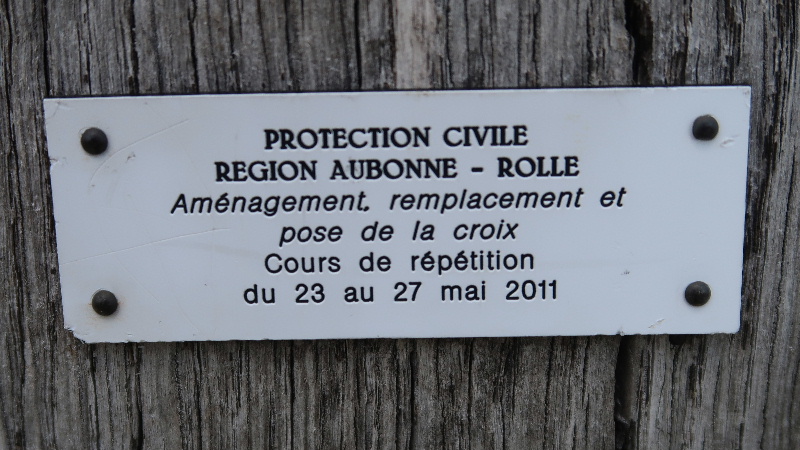 PROTECTION CIVILE
REGION AUBONNE - ROLLE
Aménagement, remplacement et
pose de la croix
Cours de répétition
du 23 au 27 mai 2011